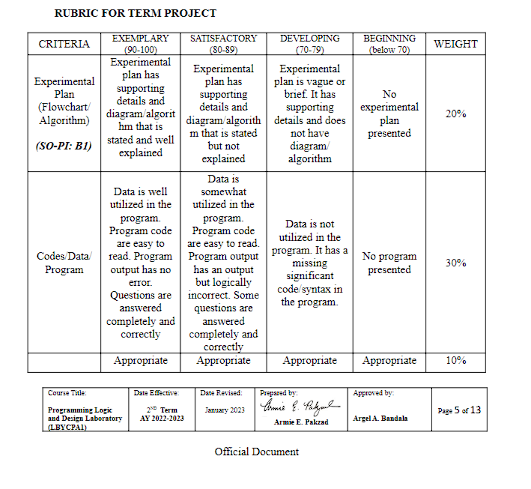 RUBRIC FOR TERM PROJECT
CRITERIA
EXEMPLARY
(90-100)
SATISFACTORY
(80-89)
DEVELOPING
(70-79)
BEGINNING
(below 70)
WEIGHT
Experimental
Plan
(Flowchart/
Algorithm)
(SO-PI: B1)
Experimental
plan has
supporting
details and
diagram/algorit
hm that is
stated and well
explained
Experimental
plan has
supporting
details and
diagram/algorith
m that is stated
but not
explained
Experimental
plan is vague or
brief. It has
supporting
details and does
not have
diagram/
algorithm
No
experimental
plan
presented
20%
Codes/Data/
Program
Data is well
utilized in the
program.
Program code
are easy to
read. Program
output has no
error.
Questions are
answered
completely and
correctly
Data is
somewhat
utilized in the
program.
Program code
are easy to read.
Program output
has an output
but logically
incorrect. Some
questions are
answered
completely and
correctly
Data is not
utilized in the
program. It has a
missing
significant
code/syntax in
the program.
No program
presented
30%
Appropriate
Appropriate
Appropriate
Appropriate
10%
Course Title:
Programming Logic
and Design Laboratory
(LBYCPA1)
Date Effective:
2ND Term
AY 2022-2023
Date Revised:
January 2023
Prepared by:
Armie E. Pakzad
Armie E. Pakzad
Approved by:
Argel A. Bandala
Page 5 of 13
Official Document